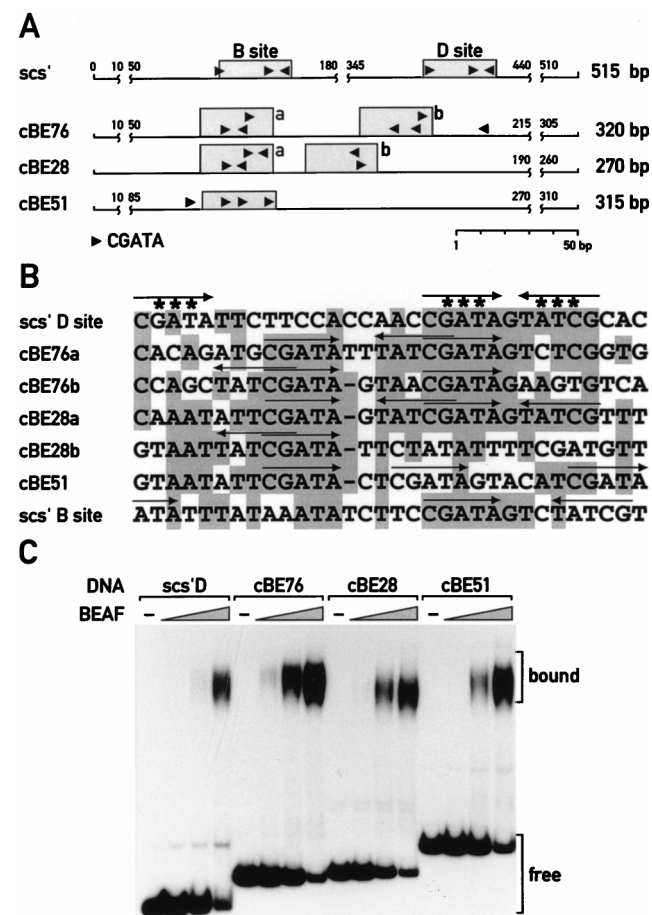 A
B site D site
scs' 0 10 50 180 345 440 510 515 bp
cBE76 10 50 a b 215 305 320 bp
cBE28 a b 190 260 270 bp
cBE51 10 85 270 310 315 bp
▶ CGATA 1 50 bp
B
*** *** ***
scs' D site CGATATTCTTCCACCAACCGATAGTATCGCAC
cBE76a CACAGATGCGATATTTATCGATAGTCTCGGTG
cBE76b CCAGCTATCGATA-GTAACGATAGAAGTGTCA
cBE28a CAAATATTCGATA-GTATCGATAGTATCGTTT
cBE28b GTAATTATCGATA-TTCTATATTTTCGATGTT
cBE51 GTAATATTCGATA-CTCGATAGTACATCGATA
scs' B site ATATTTATAAATATCTTCCGATAGTCTATCGT
C
DNA scs'D cBE76 cBE28 cBE51
BEAF – – – –
bound
free